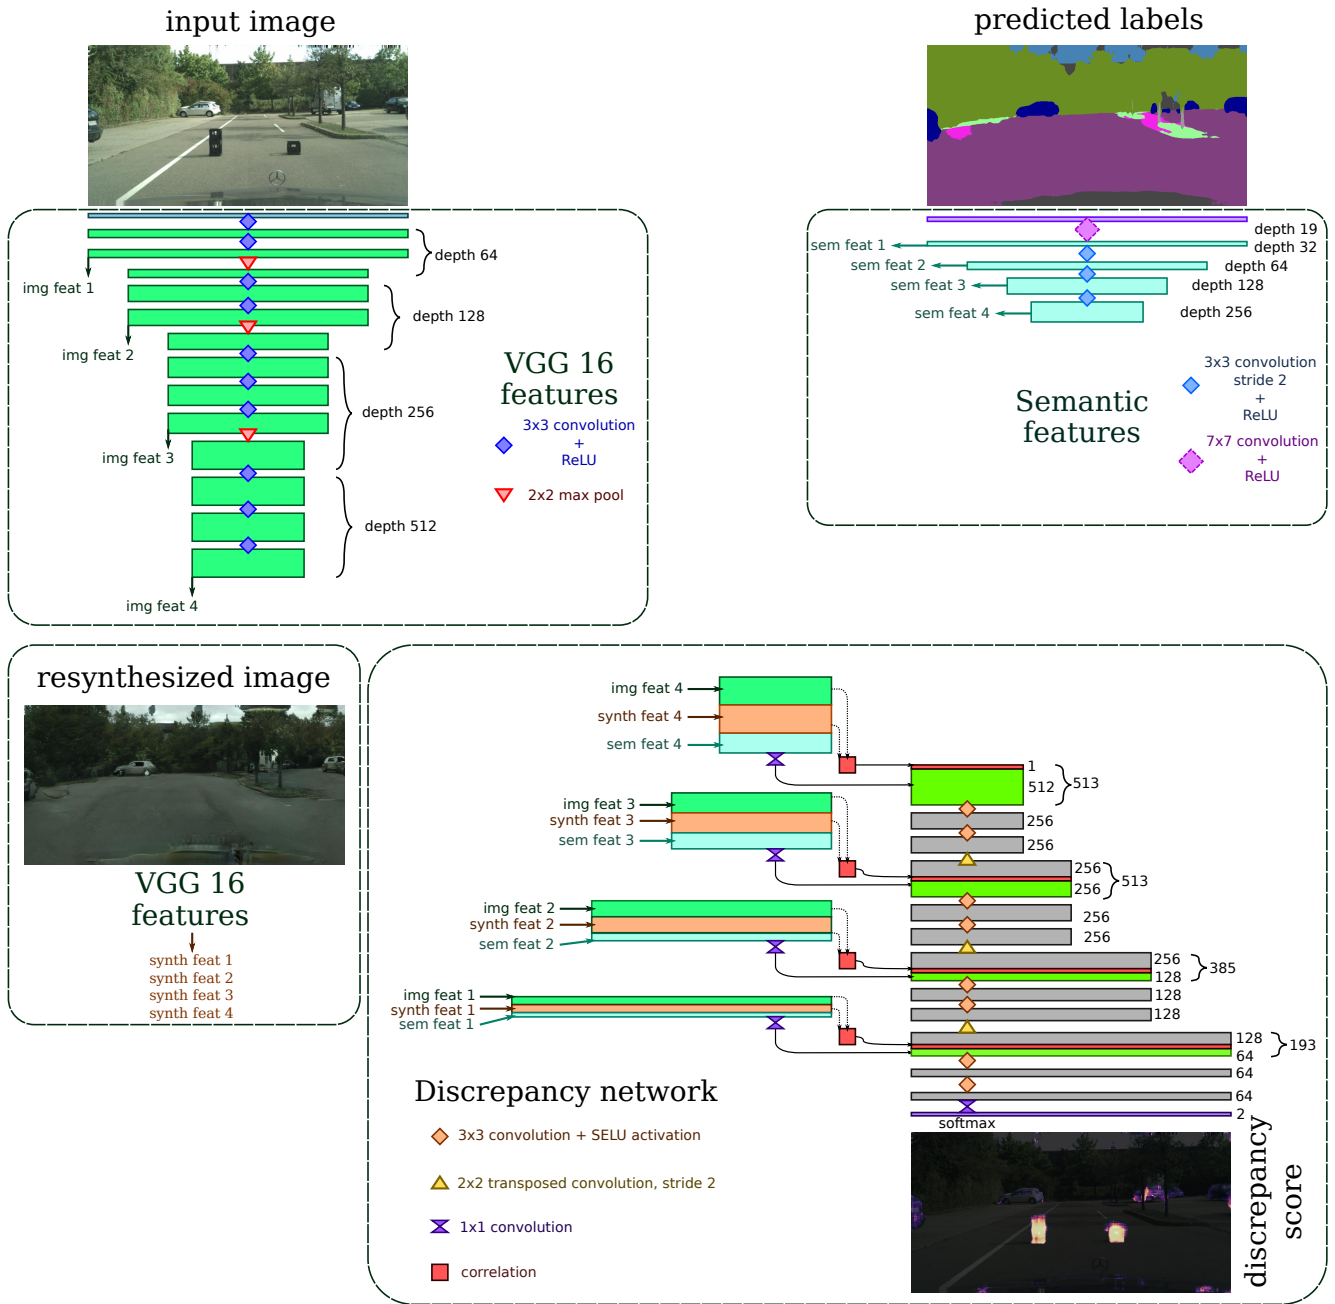 input image
predicted labels
depth 64
img feat 1
depth 128
img feat 2
depth 256
img feat 3
depth 512
img feat 4
VGG 16
features
3x3 convolution
+
ReLU
2x2 max pool
depth 19
sem feat 1
depth 32
sem feat 2
depth 64
sem feat 3
depth 128
sem feat 4
depth 256
Semantic
features
3x3 convolution
stride 2
+
ReLU
7x7 convolution
+
ReLU
resynthesized image
VGG 16
features
synth feat 1
synth feat 2
synth feat 3
synth feat 4
img feat 4
synth feat 4
sem feat 4
1
512
513
256
256
img feat 3
synth feat 3
sem feat 3
256
256
513
256
256
img feat 2
synth feat 2
sem feat 2
256
128
385
128
128
img feat 1
synth feat 1
sem feat 1
128
64
193
64
64
2
softmax
Discrepancy network
3x3 convolution + SELU activation
2x2 transposed convolution, stride 2
1x1 convolution
correlation
discrepancy
score